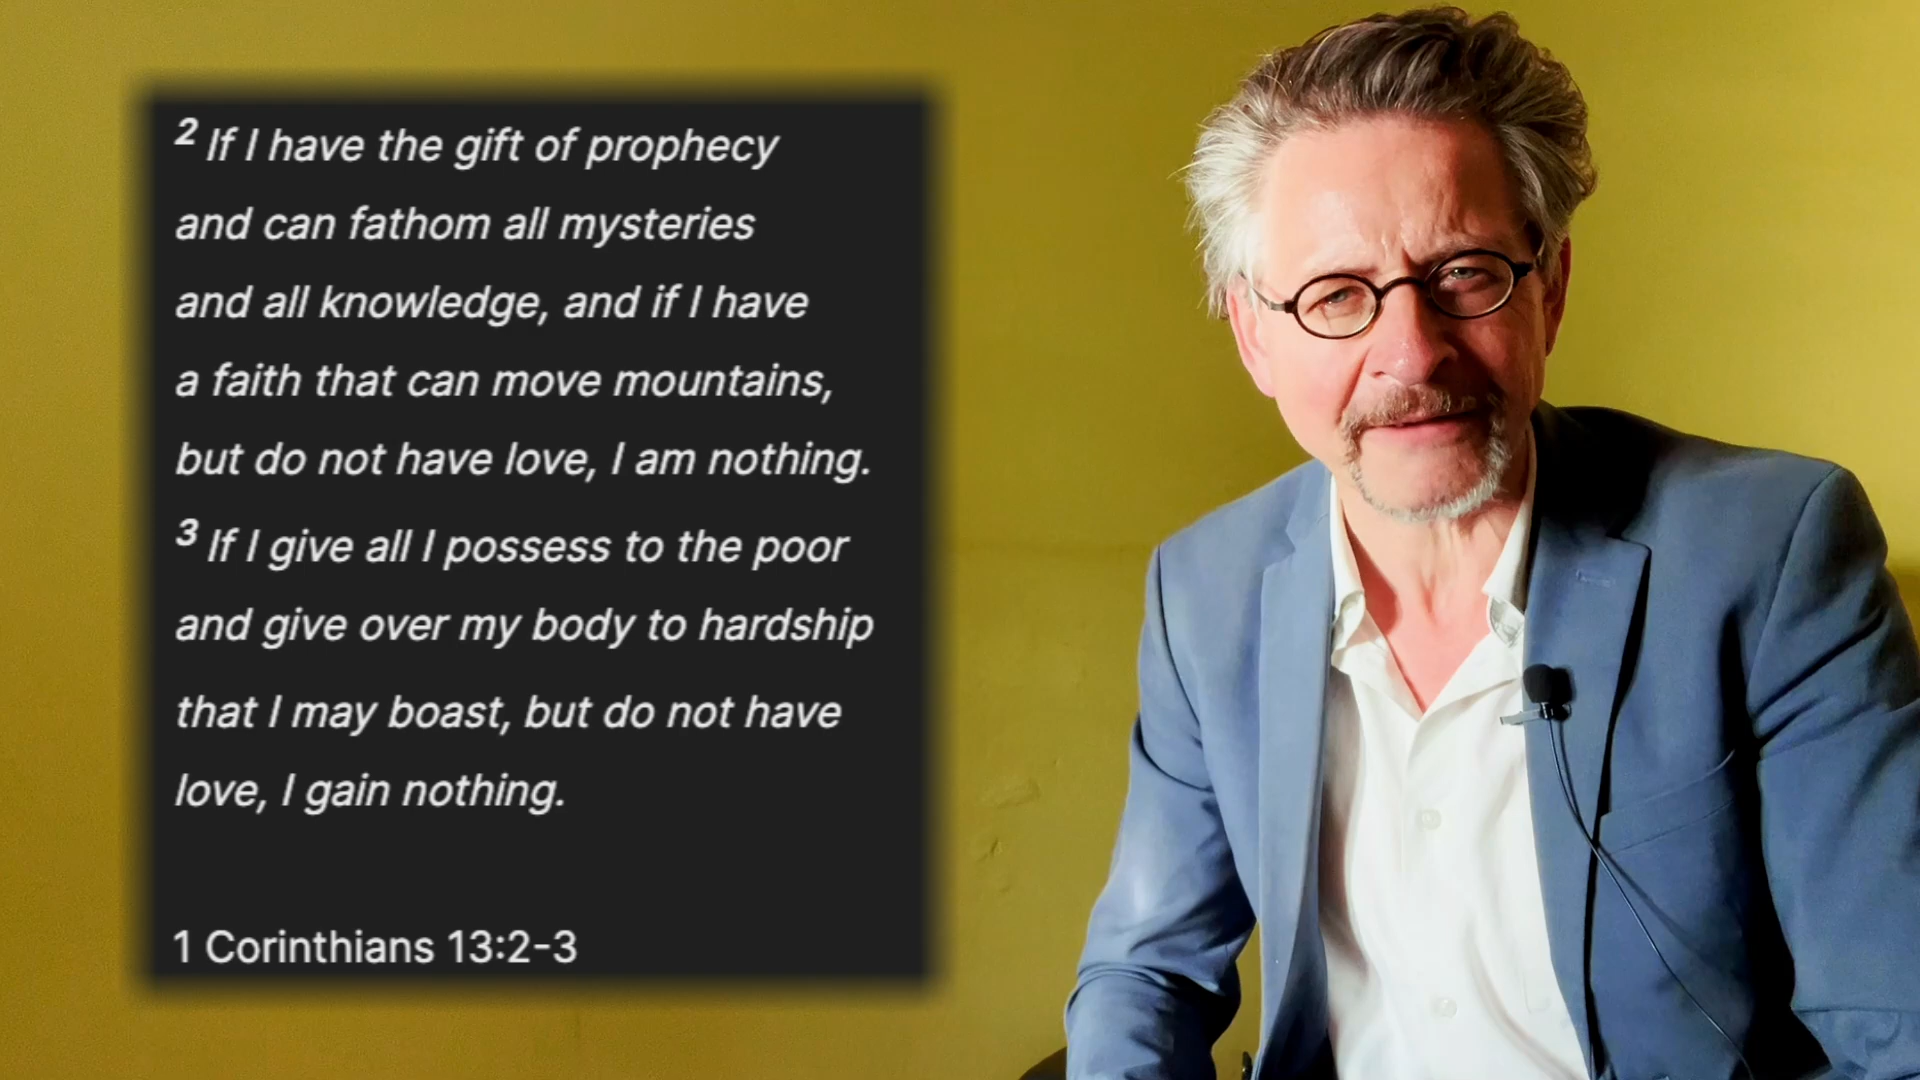 2 If I have the gift of prophecy
and can fathom all mysteries
and all knowledge, and if I have
a faith that can move mountains,
but do not have love, I am nothing.
3 If I give all I possess to the poor
and give over my body to hardship
that I may boast, but do not have
love, I gain nothing.
1 Corinthians 13:2-3